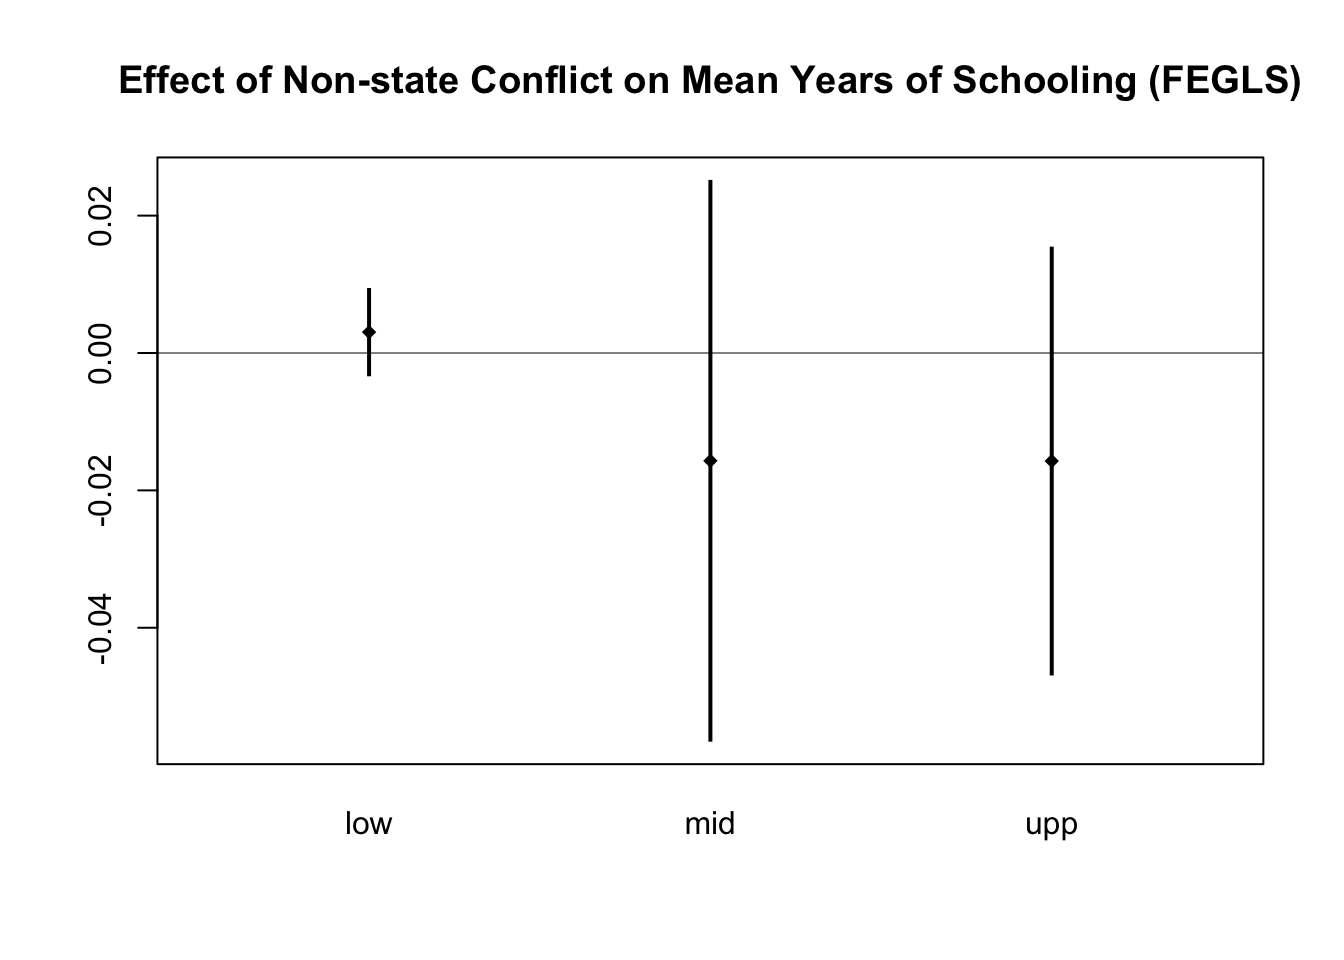 Effect of Non-state Conflict on Mean Years of Schooling (FEGLS)
0.02
0.00
-0.02
-0.04
low mid upp